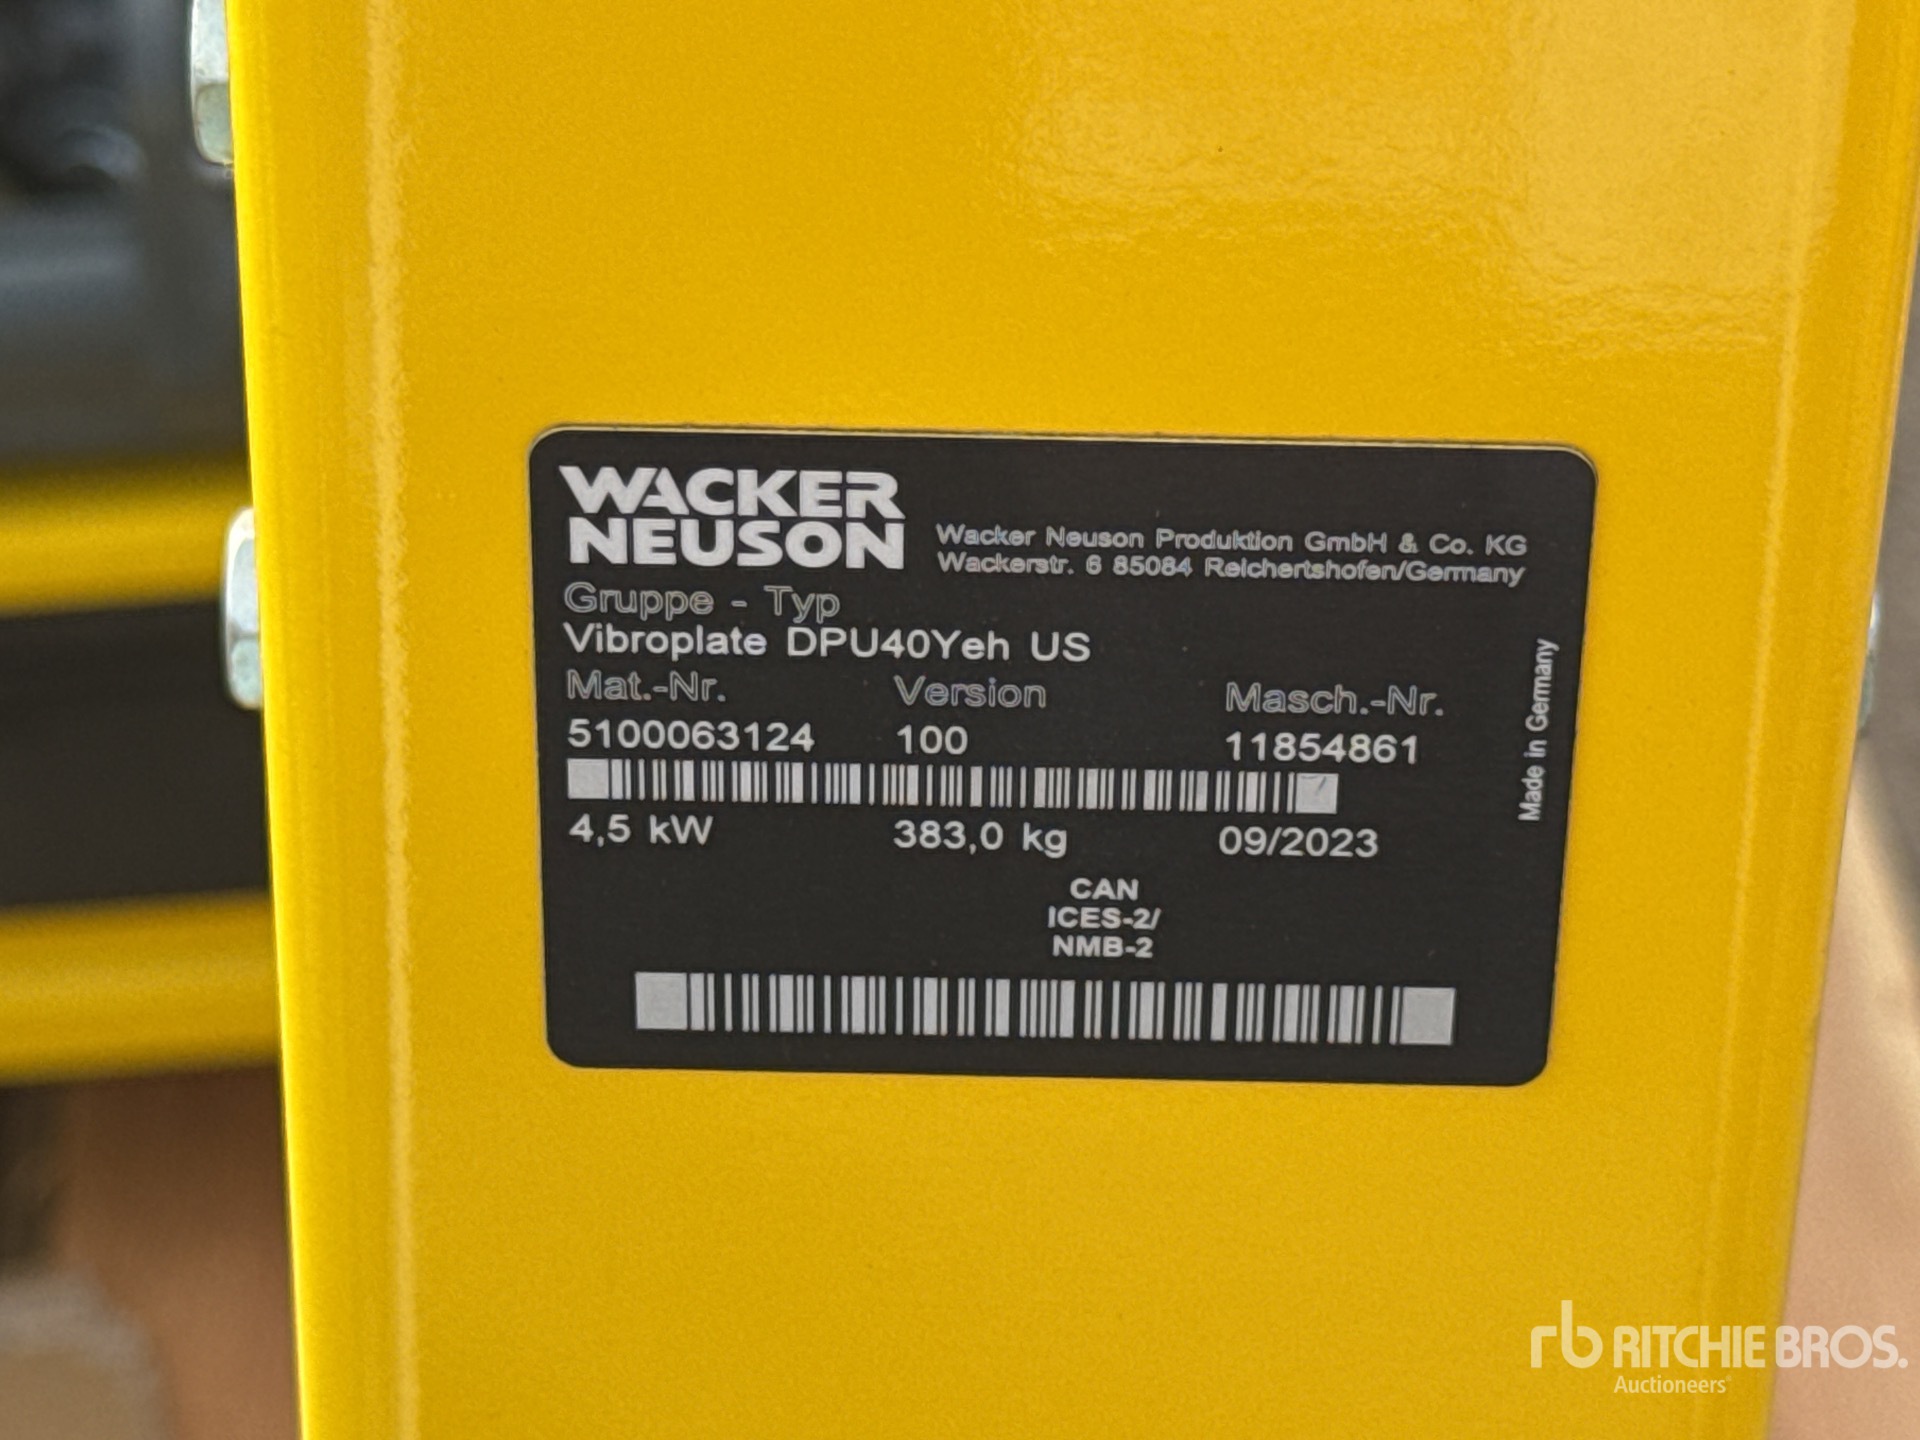 WACKER
NEUSON
Wacker Neuson Produktion GmbH & Co. KG
Wackerstr. 6 85084 Reichertshofen/Germany
Gruppe - Typ
Vibroplate DPU40Yeh US
Mat.-Nr. Version Masch.-Nr.
5100063124 100 11854861
4,5 kW 383,0 kg 09/2023
CAN
ICES-2/
NMB-2
Made in Germany
rb RITCHIE BROS.
Auctioneers